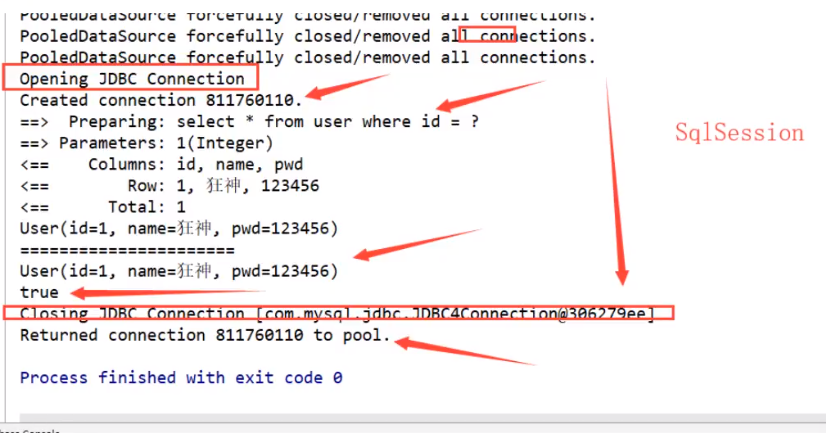 PooledDataSource forcefully closed/removed all connections.
PooledDataSource forcefully closed/removed all connections.
PooledDataSource forcefully closed/removed all connections.
Opening JDBC Connection
Created connection 811760110.
==>  Preparing: select * from user where id = ?
==> Parameters: 1(Integer)
<==    Columns: id, name, pwd
<==        Row: 1, 狂神, 123456
<==      Total: 1
User(id=1, name=狂神, pwd=123456)
======================
User(id=1, name=狂神, pwd=123456)
true
Closing JDBC Connection [com.mysql.jdbc.JDBC4Connection@306279ee]
Returned connection 811760110 to pool.
Process finished with exit code 0
SqlSession